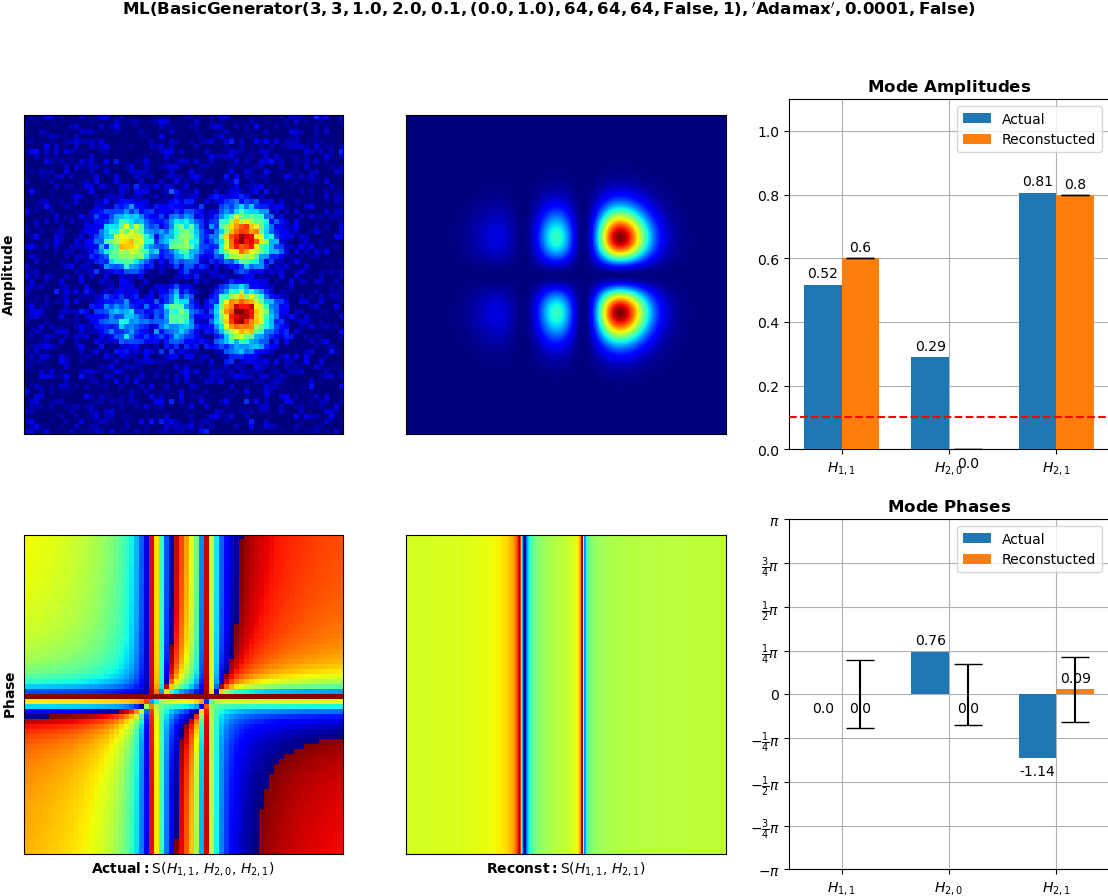 ML(BasicGenerator(3, 3, 1.0, 2.0, 0.1, (0.0, 1.0), 64, 64, 64, False, 1), ′Adamax′, 0.0001, False)
Amplitude
Mode Amplitudes
Actual
Reconstucted
1.0
0.8
0.6
0.4
0.2
0.0
0.52
0.6
0.29
0.0
0.81
0.8
H1,1
H2,0
H2,1
Phase
Actual: S(H1,1, H2,0, H2,1)
Reconst: S(H1,1, H2,1)
Mode Phases
Actual
Reconstucted
π
3/4π
1/2π
1/4π
0
−1/4π
−1/2π
−3/4π
−π
0.0
0.0
0.76
0.0
-1.14
0.09
H1,1
H2,0
H2,1